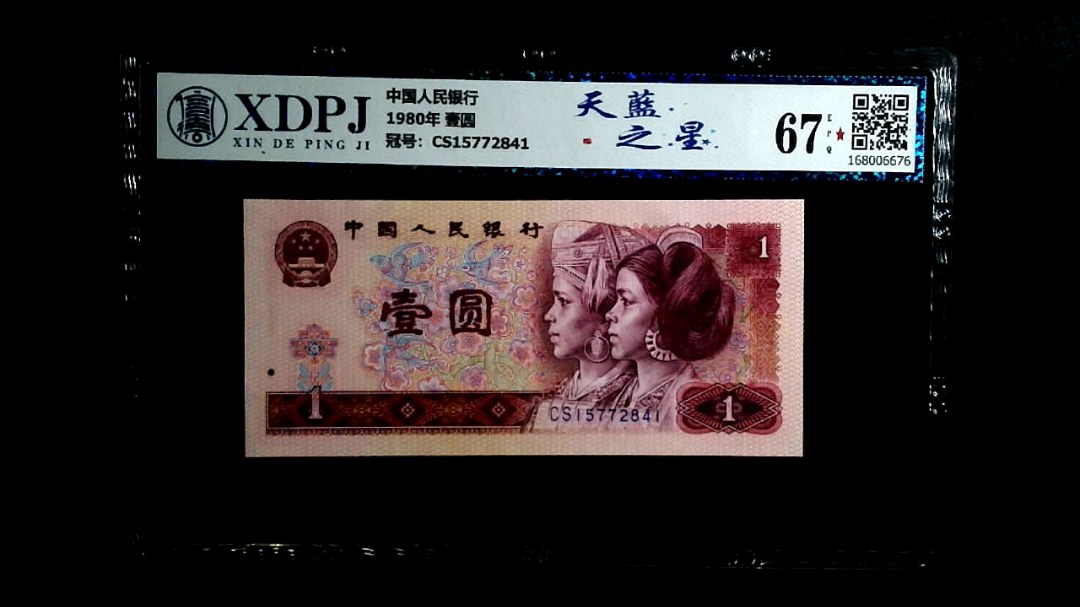 XDPJ
XIN DE PING JI
中国人民银行
1980年 壹圆
冠号: CS15772841
天藍
之星
67
EPQ
★
168006676
中国人民银行
1
壹圆
1
CS15772841
1